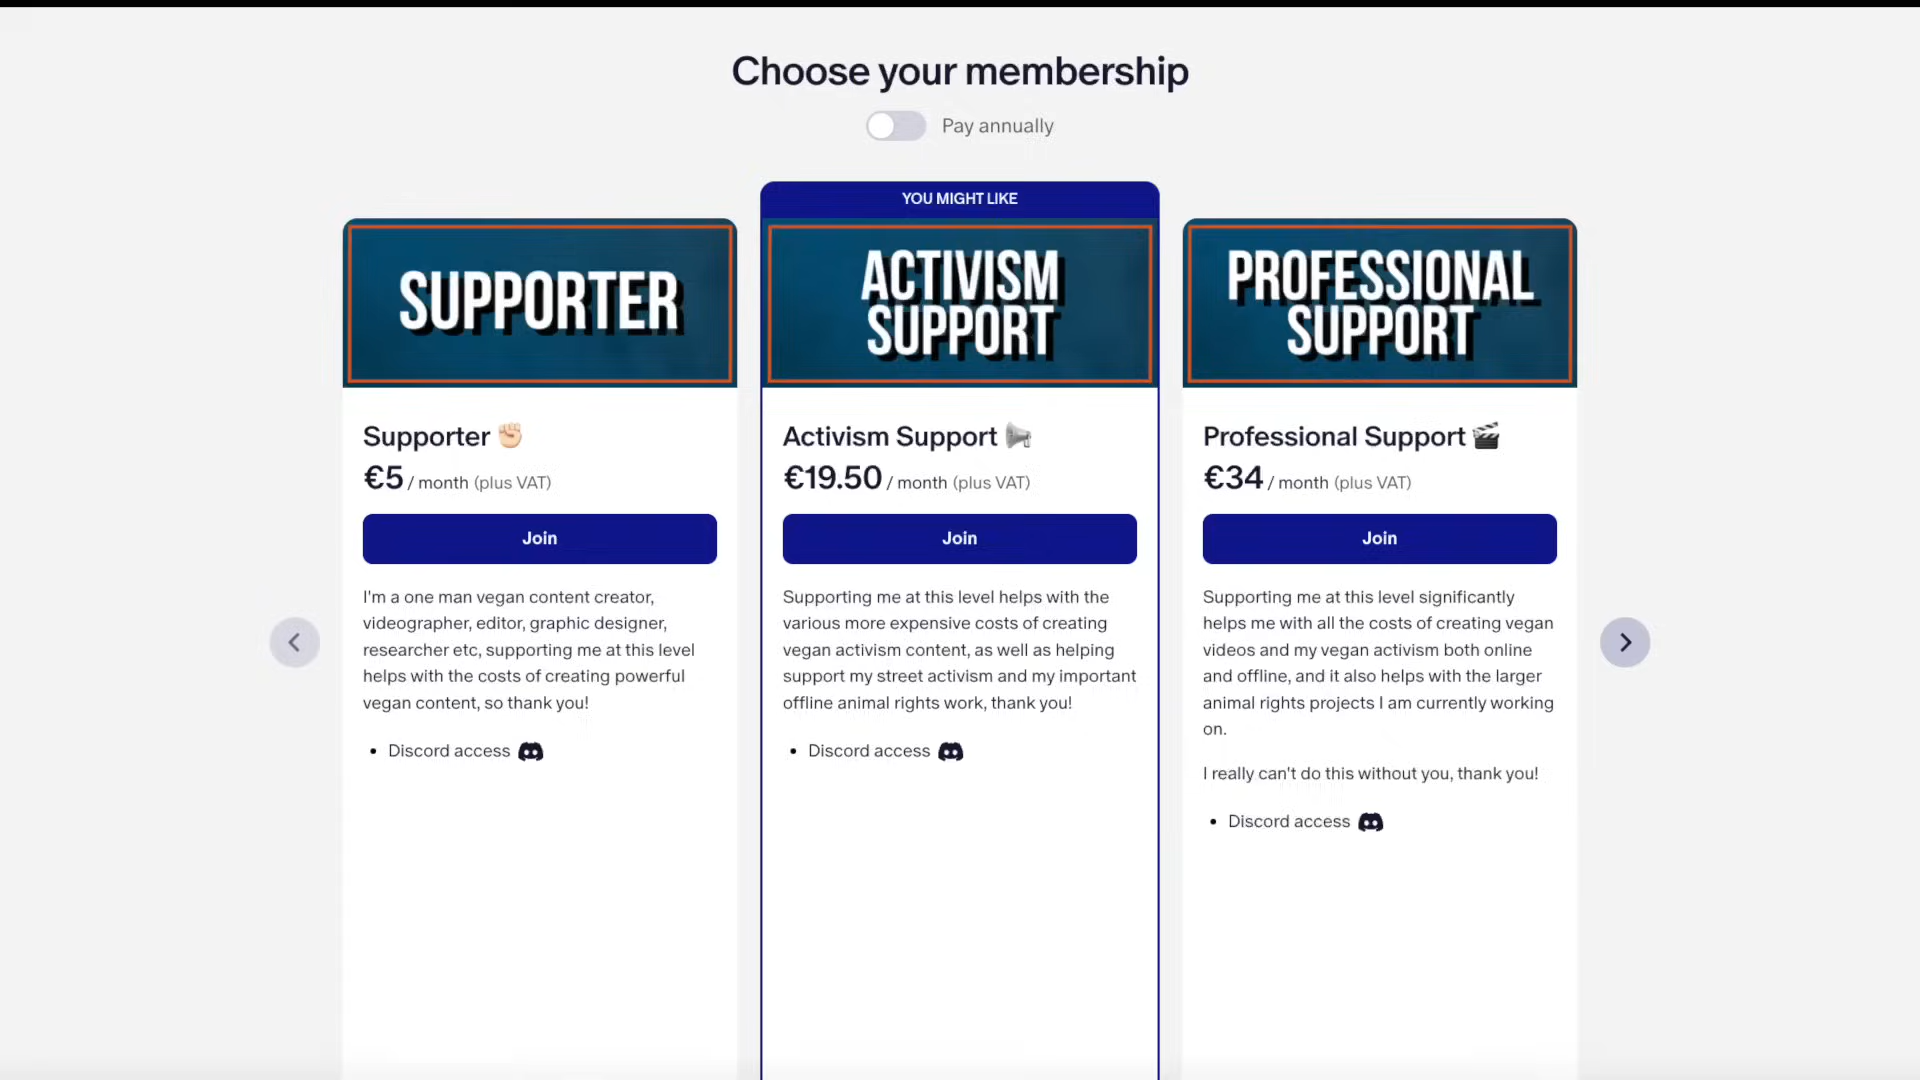 Choose your membership
Pay annually
SUPPORTER
Supporter ✊🏻
€5 / month (plus VAT)
Join
I'm a one man vegan content creator,
videographer, editor, graphic designer,
researcher etc, supporting me at this level
helps with the costs of creating powerful
vegan content, so thank you!
• Discord access
YOU MIGHT LIKE
ACTIVISM
SUPPORT
Activism Support 📢
€19.50 / month (plus VAT)
Join
Supporting me at this level helps with the
various more expensive costs of creating
vegan activism content, as well as helping
support my street activism and my important
offline animal rights work, thank you!
• Discord access
PROFESSIONAL
SUPPORT
Professional Support 🎬
€34 / month (plus VAT)
Join
Supporting me at this level significantly
helps me with all the costs of creating vegan
videos and my vegan activism both online
and offline, and it also helps with the larger
animal rights projects I am currently working
on.
I really can't do this without you, thank you!
• Discord access